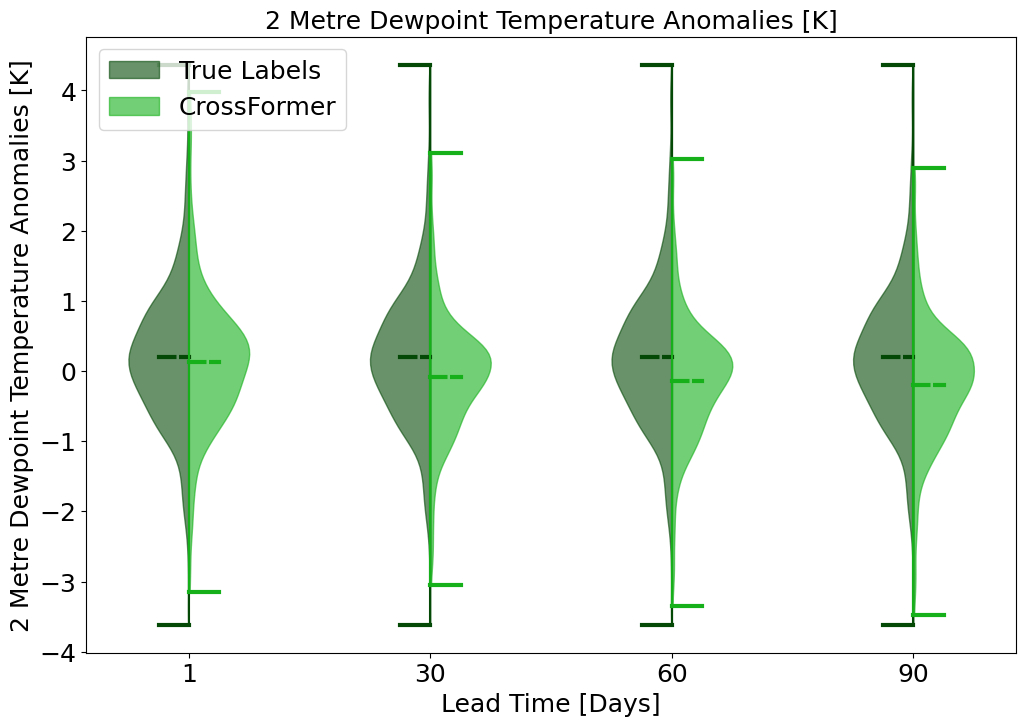 2 Metre Dewpoint Temperature Anomalies [K]
True Labels
CrossFormer
2 Metre Dewpoint Temperature Anomalies [K]
4
3
2
1
0
−1
−2
−3
−4
1 30 60 90
Lead Time [Days]